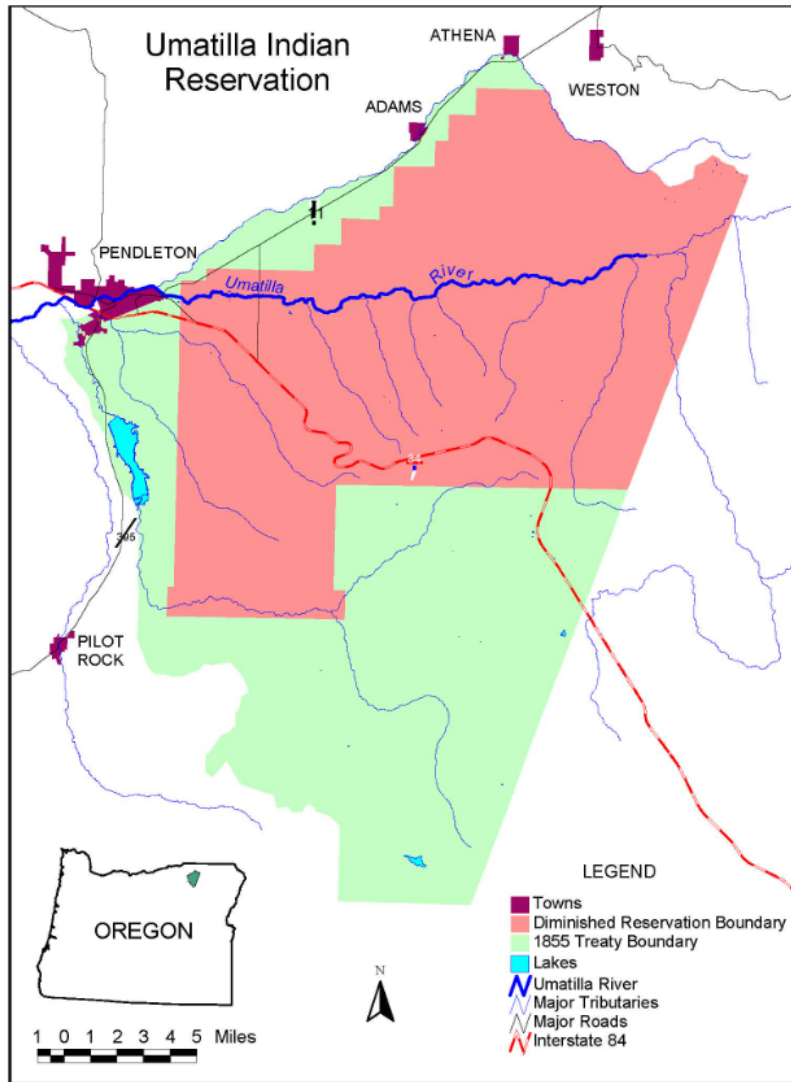 Umatilla Indian
Reservation
ATHENA
WESTON
ADAMS
11
PENDLETON
Umatilla River
84
395
PILOT
ROCK
OREGON
N
1 0 1 2 3 4 5 Miles
LEGEND
Towns
Diminished Reservation Boundary
1855 Treaty Boundary
Lakes
Umatilla River
Major Tributaries
Major Roads
Interstate 84